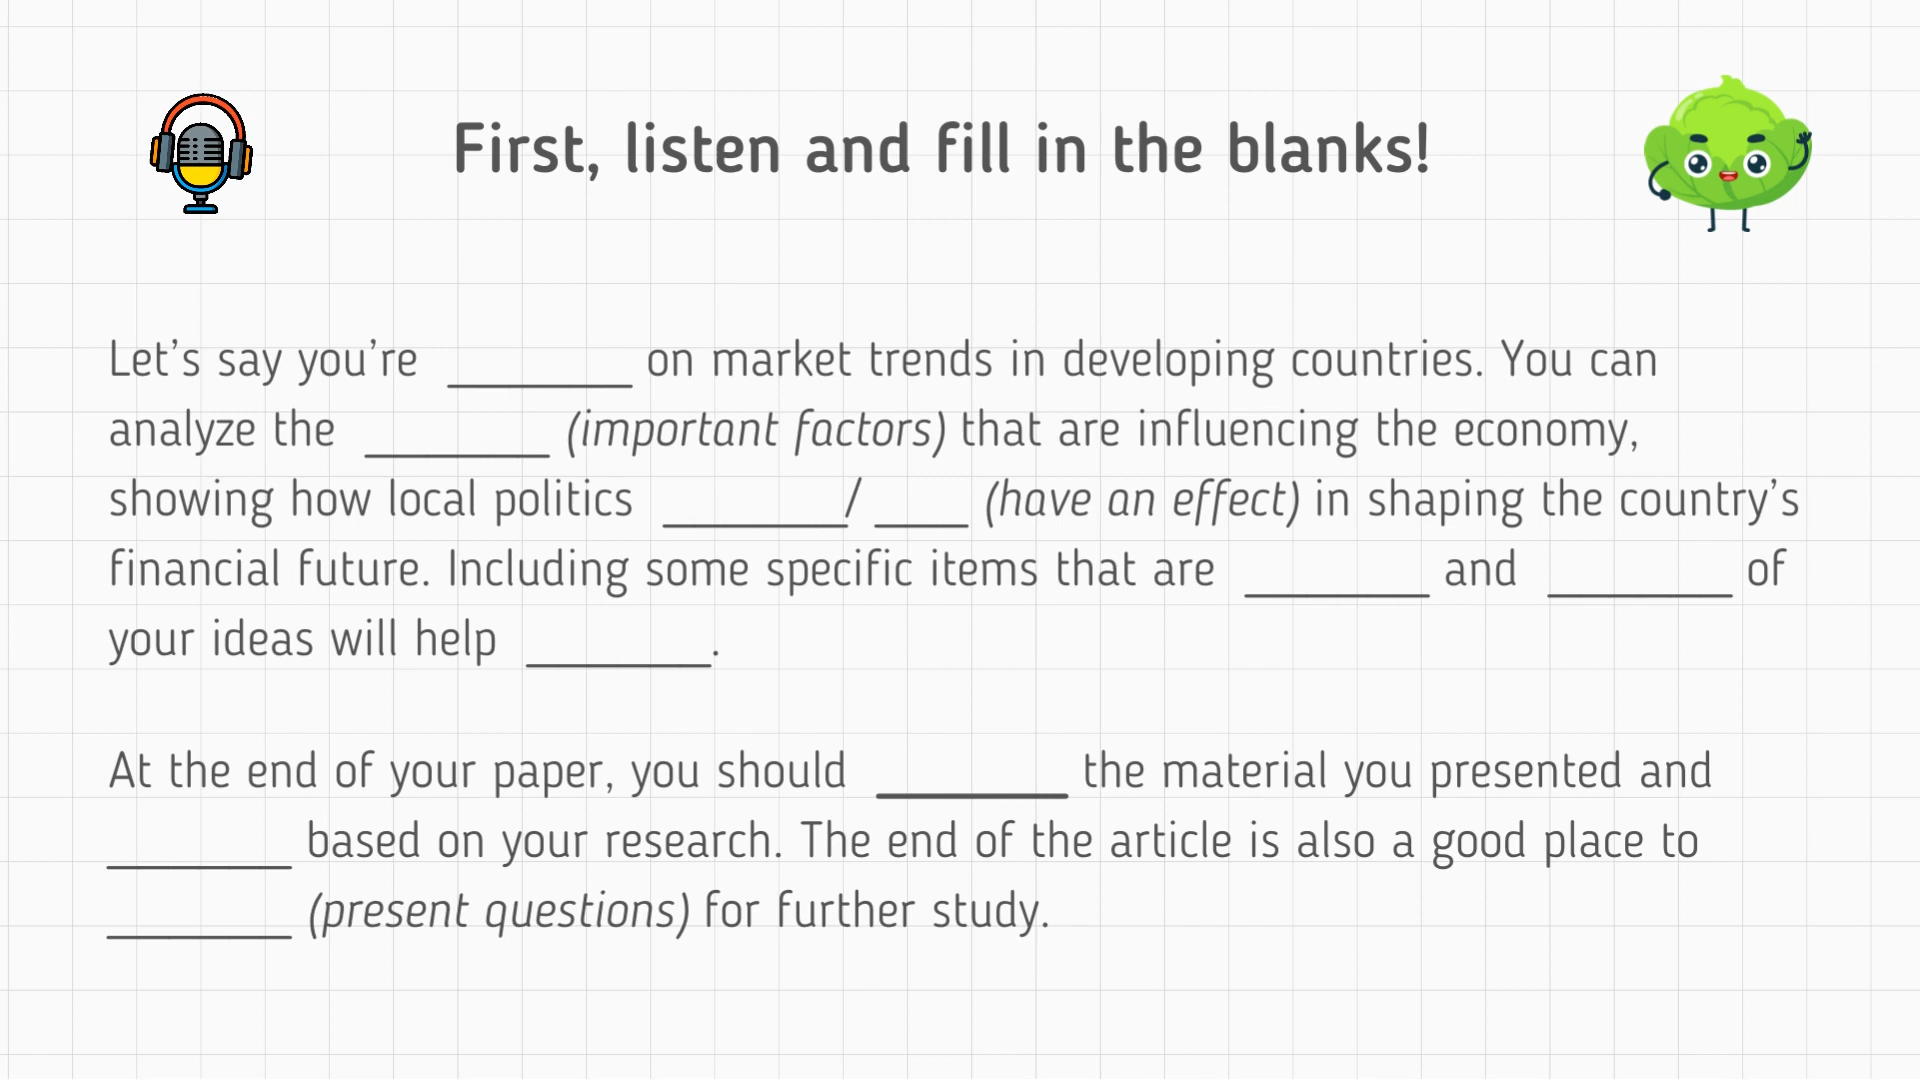 First, listen and fill in the blanks!
Let's say you're ________ on market trends in developing countries. You can
analyze the ________ (important factors) that are influencing the economy,
showing how local politics ________/ ____ (have an effect) in shaping the country's
financial future. Including some specific items that are ________ and ________ of
your ideas will help ________.
At the end of your paper, you should ________ the material you presented and
________ based on your research. The end of the article is also a good place to
________ (present questions) for further study.